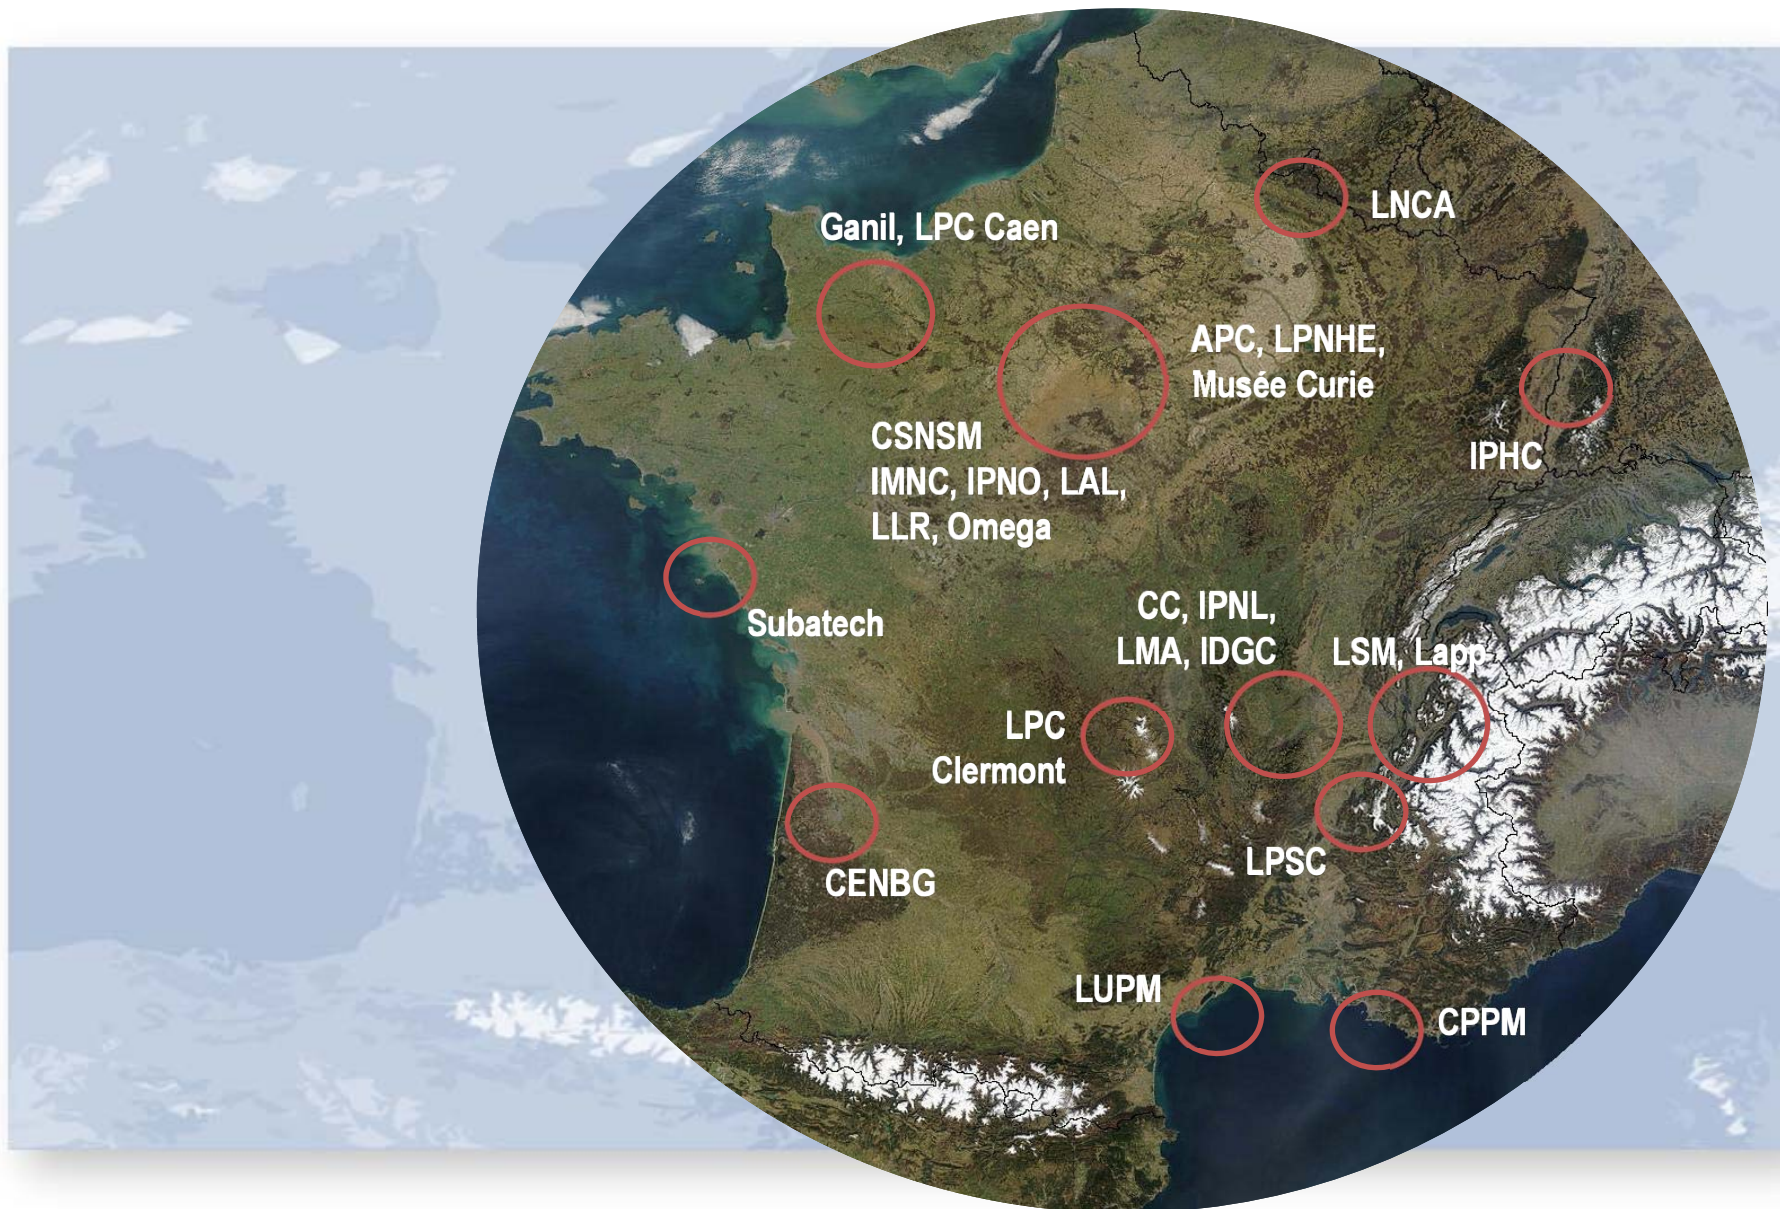 LNCA
Ganil, LPC Caen
APC, LPNHE,
Musée Curie
CSNSM
IMNC, IPNO, LAL,
LLR, Omega
IPHC
Subatech
CC, IPNL,
LMA, IDGC
LSM, Lapp
LPC
Clermont
LPSC
CENBG
LUPM
CPPM